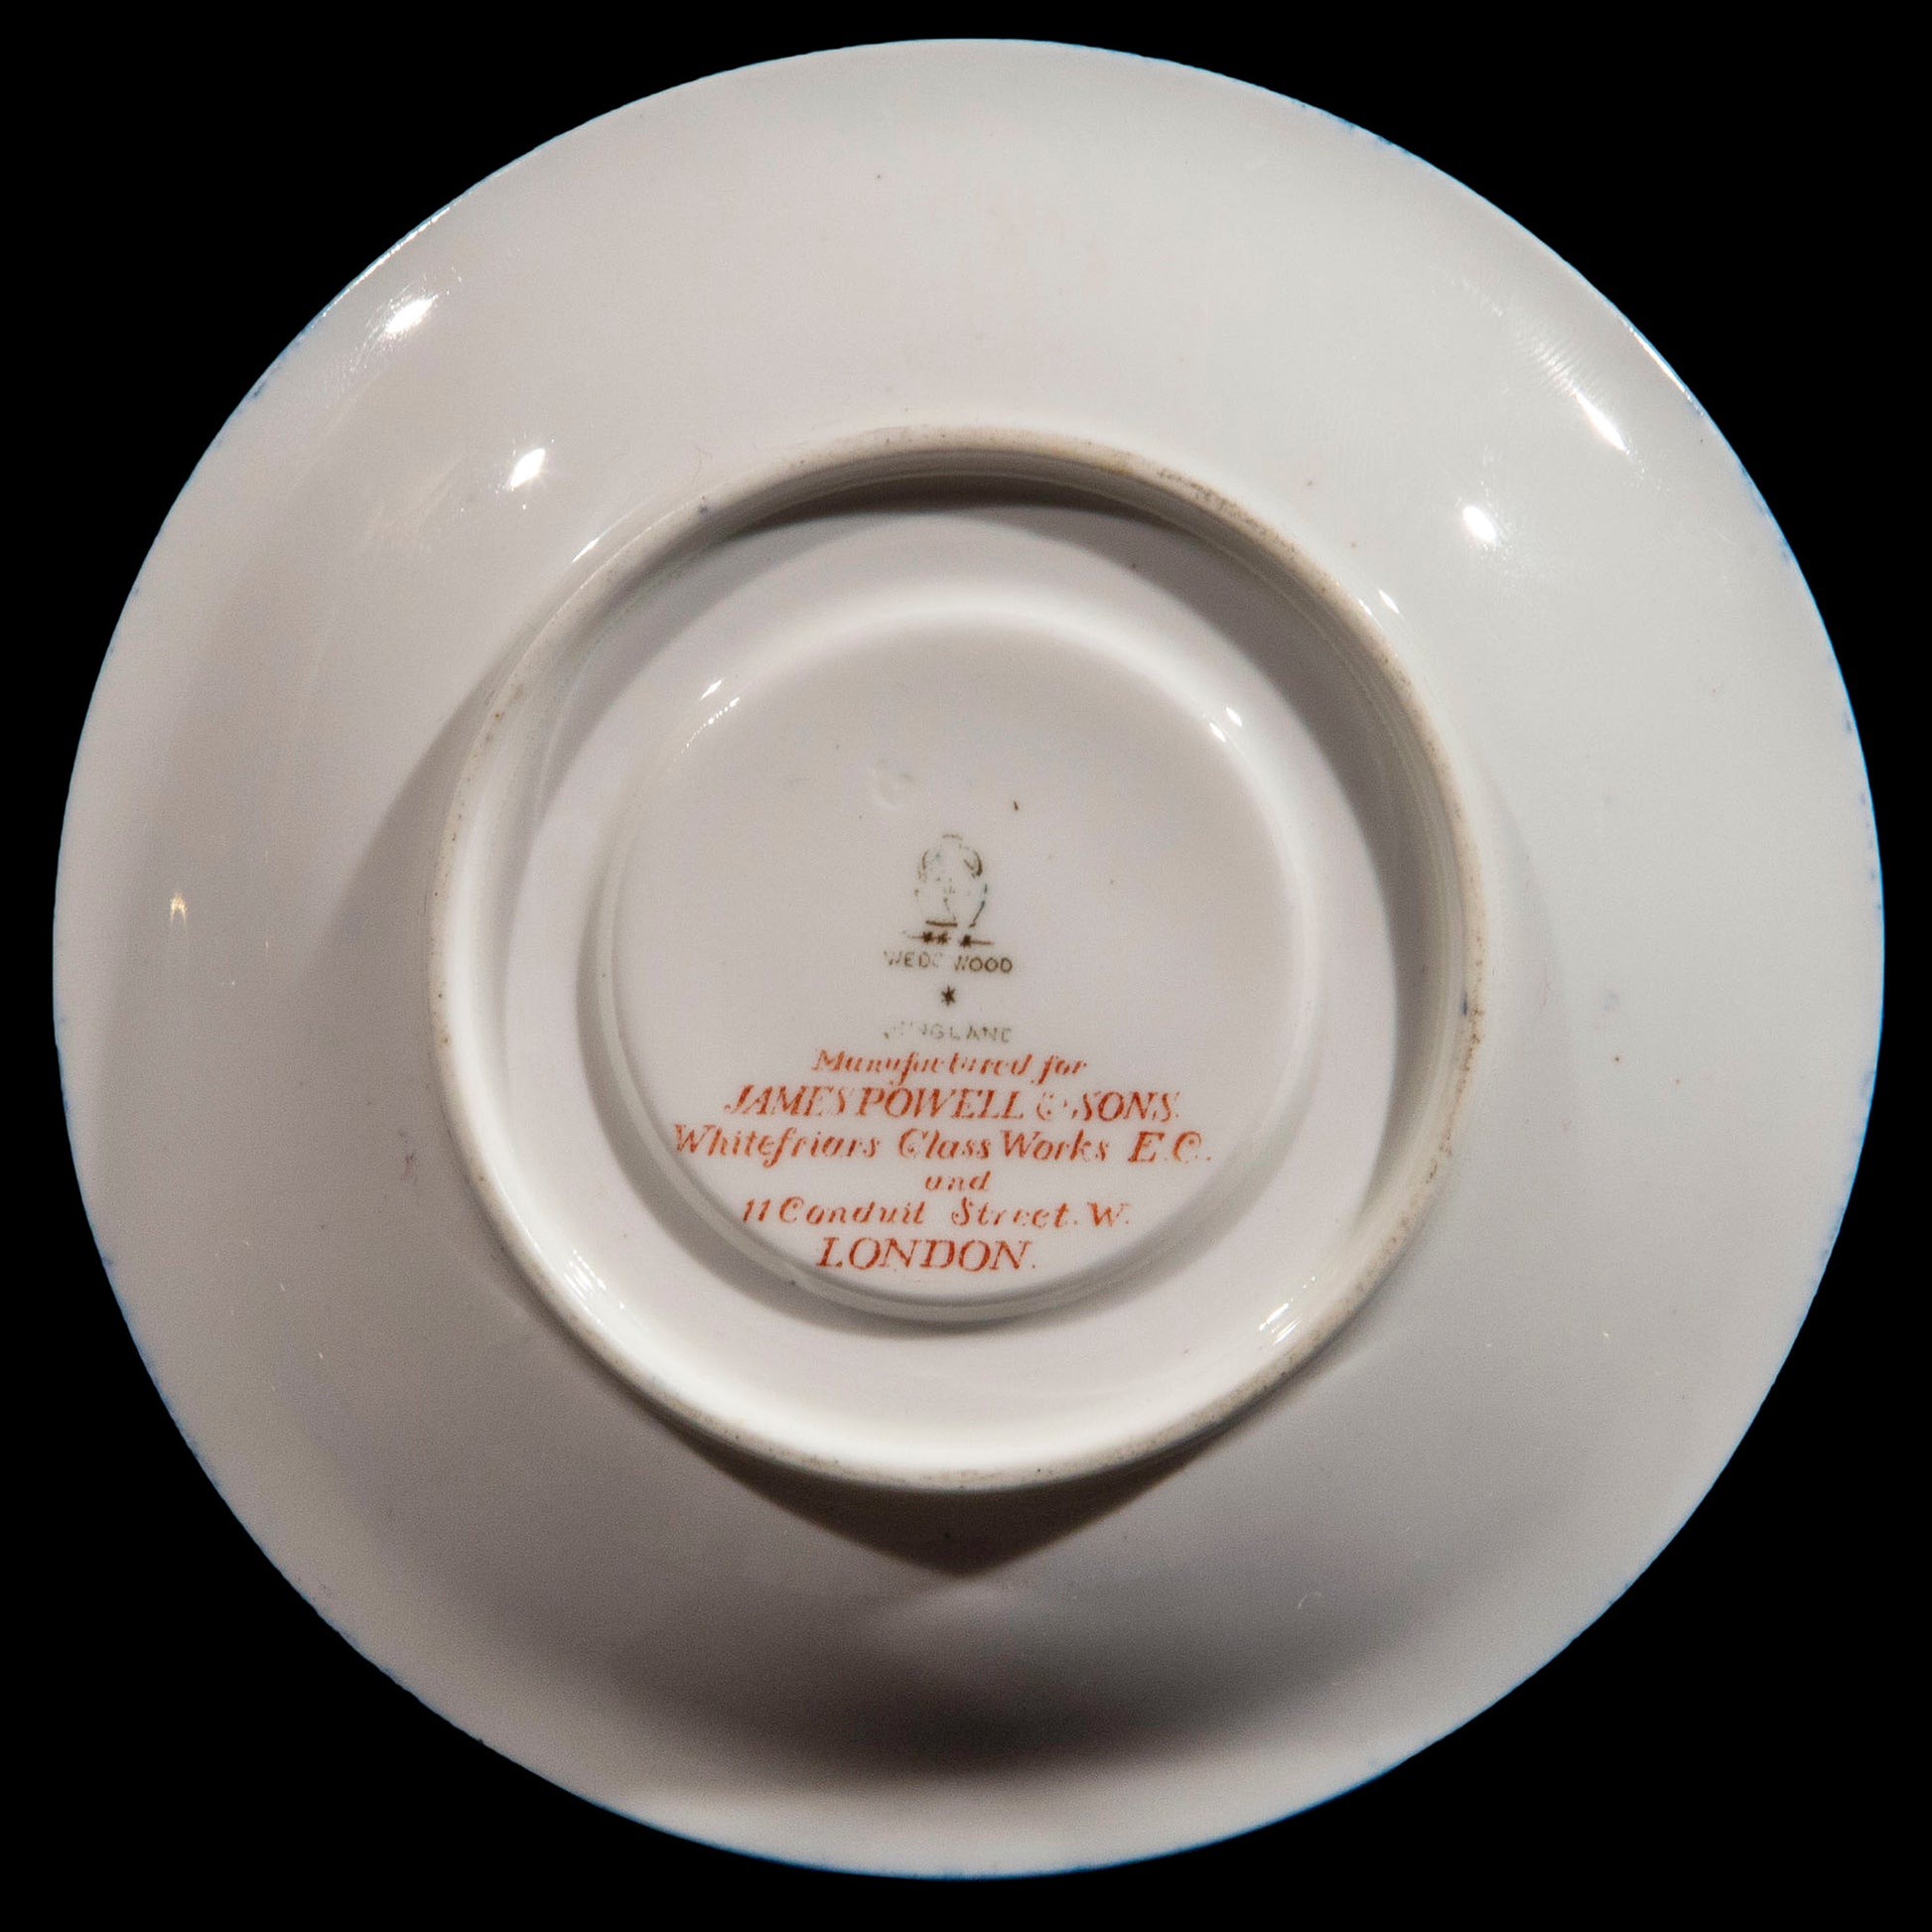 WEDGWOOD
ENGLAND
Manufactured for
JAMES POWELL & SONS.
Whitefriars Glass Works E.C.
and
11 Conduit Street. W.
LONDON.